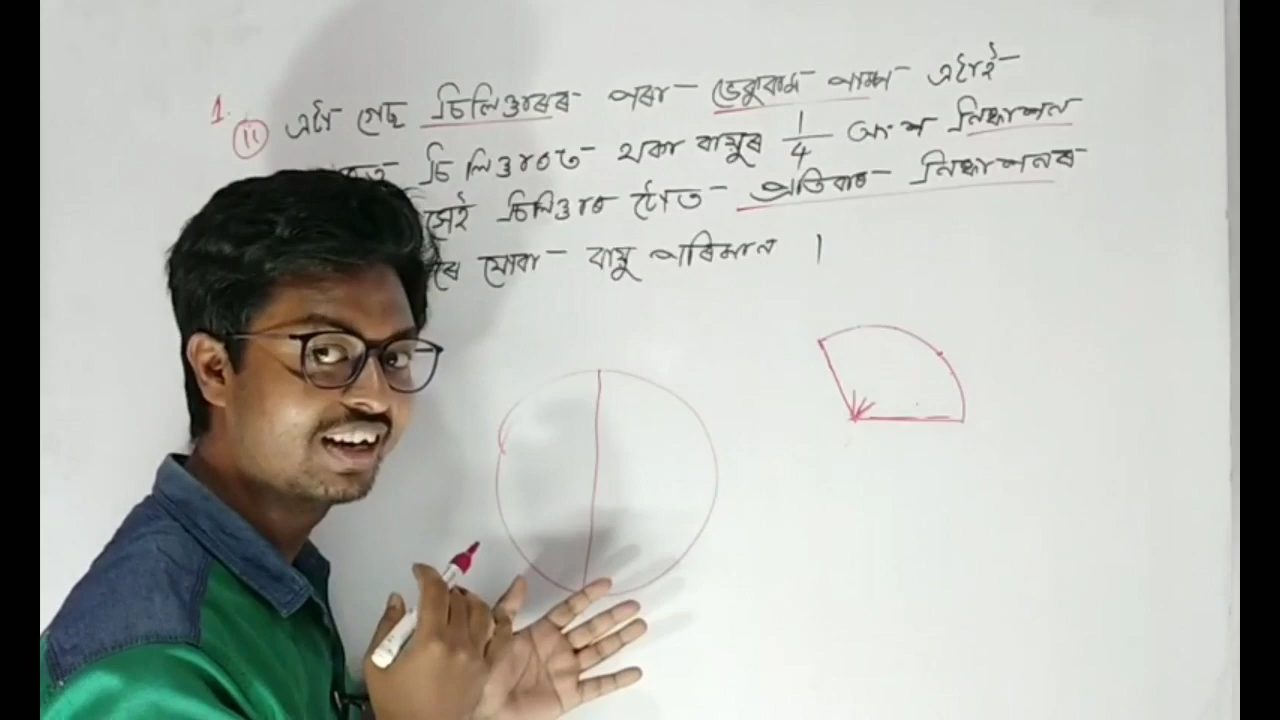 1.
(ii) এটা গেছ চিলিণ্ডাৰৰ পৰা ভেকুৱাম পাম্প এটাই
চিলিণ্ডাৰত থকা বায়ুৰ 1/4 অংশ নিষ্কাশন
সেই চিলিণ্ডাৰ টোত প্ৰতিবাৰ নিষ্কাশনৰ
যোৱা বায়ু পৰিমান ।